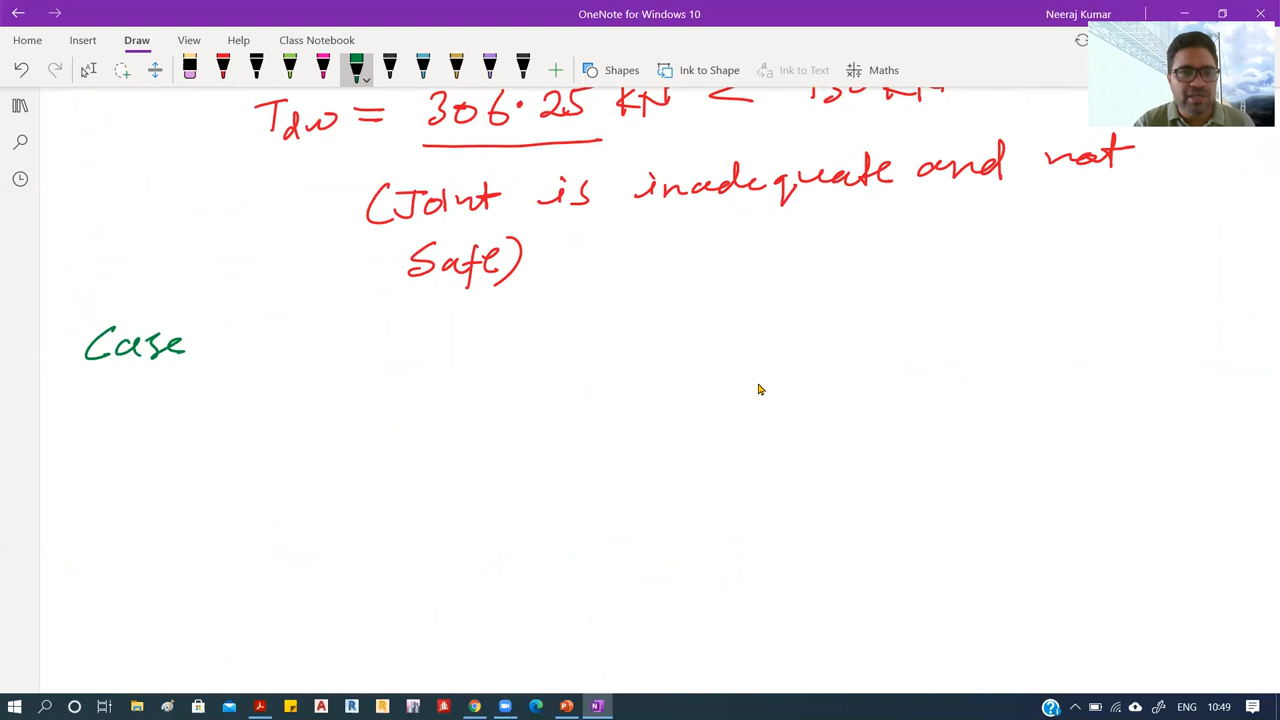 OneNote for Windows 10
Neeraj Kumar
Home Insert Draw View Help Class Notebook
Shapes Ink to Shape Ink to Text Maths
Tdw = 306.25 KN <
(Joint is inadequate and not
Safe)
Case
ENG 10:49